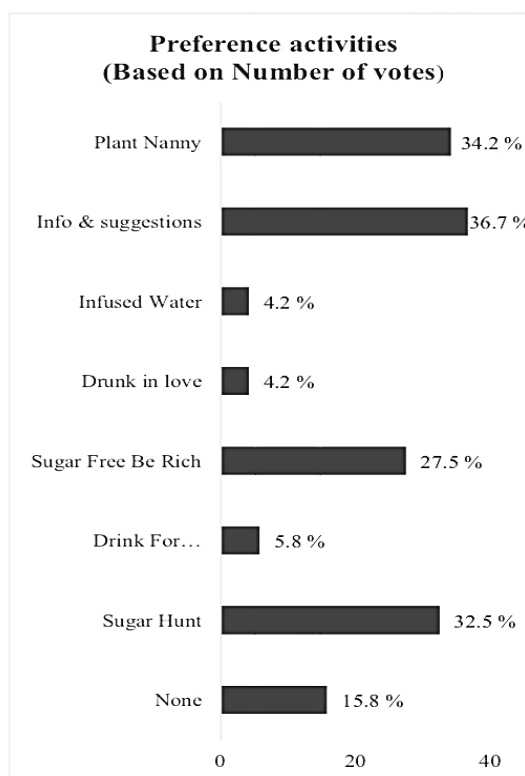 Preference activities
(Based on Number of votes)
Plant Nanny 34.2 %
Info & suggestions 36.7 %
Infused Water 4.2 %
Drunk in love 4.2 %
Sugar Free Be Rich 27.5 %
Drink For… 5.8 %
Sugar Hunt 32.5 %
None 15.8 %
0 20 40